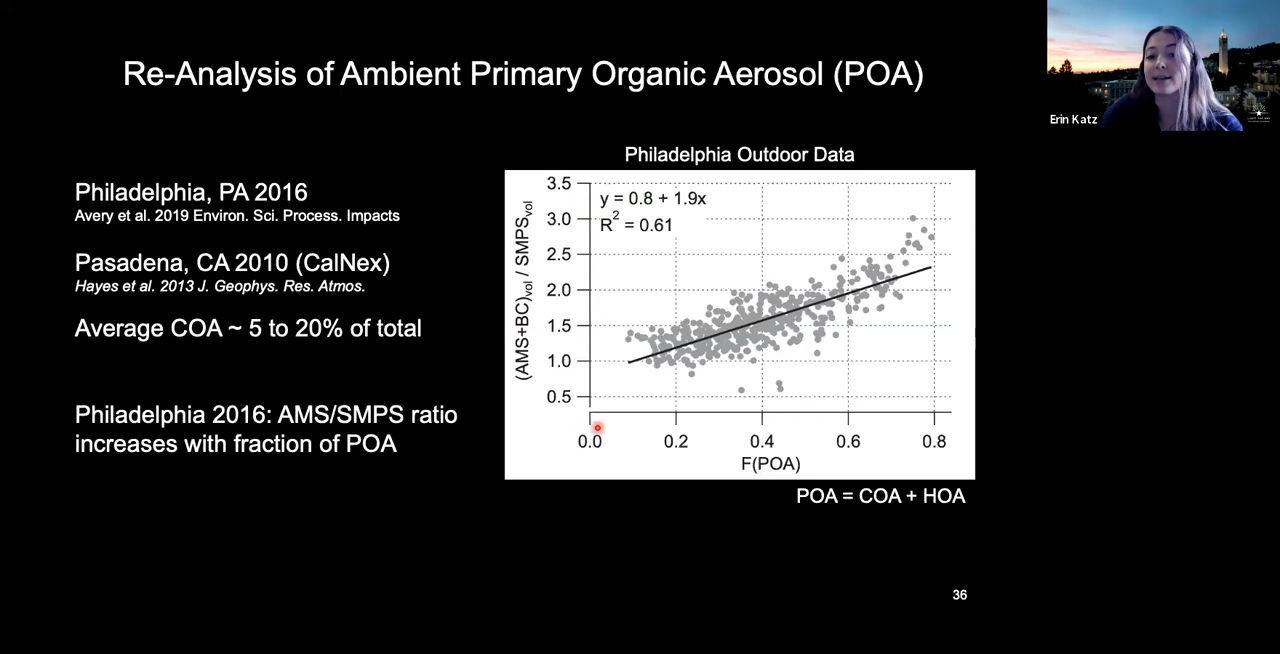 Re-Analysis of Ambient Primary Organic Aerosol (POA)
Erin Katz
Philadelphia, PA 2016
Avery et al. 2019 Environ. Sci. Process. Impacts
Pasadena, CA 2010 (CalNex)
Hayes et al. 2013 J. Geophys. Res. Atmos.
Average COA ~ 5 to 20% of total
Philadelphia 2016: AMS/SMPS ratio
increases with fraction of POA
Philadelphia Outdoor Data
y = 0.8 + 1.9x
R² = 0.61
(AMS+BC)vol / SMPSvol
3.5
3.0
2.5
2.0
1.5
1.0
0.5
0.0 0.2 0.4 0.6 0.8
F(POA)
POA = COA + HOA
36